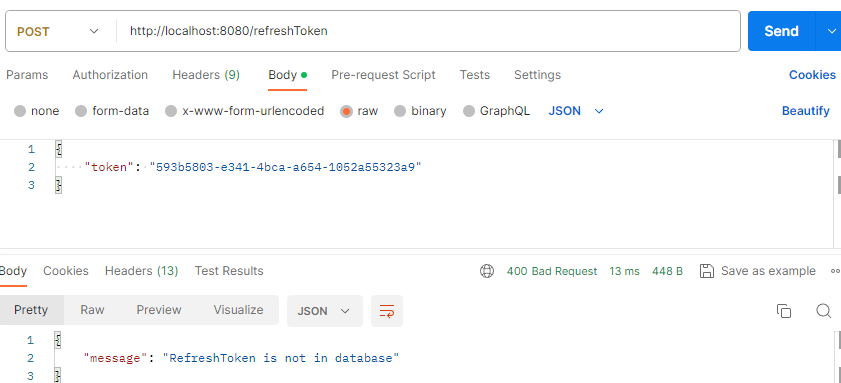 POST http://localhost:8080/refreshToken Send
Params Authorization Headers (9) Body Pre-request Script Tests Settings Cookies
none form-data x-www-form-urlencoded raw binary GraphQL JSON Beautify
1 {
2 "token": "593b5803-e341-4bca-a654-1052a55323a9"
3 }
Body Cookies Headers (13) Test Results 400 Bad Request 13 ms 448 B Save as example
Pretty Raw Preview Visualize JSON
1 {
2 "message": "RefreshToken is not in database"
3 }